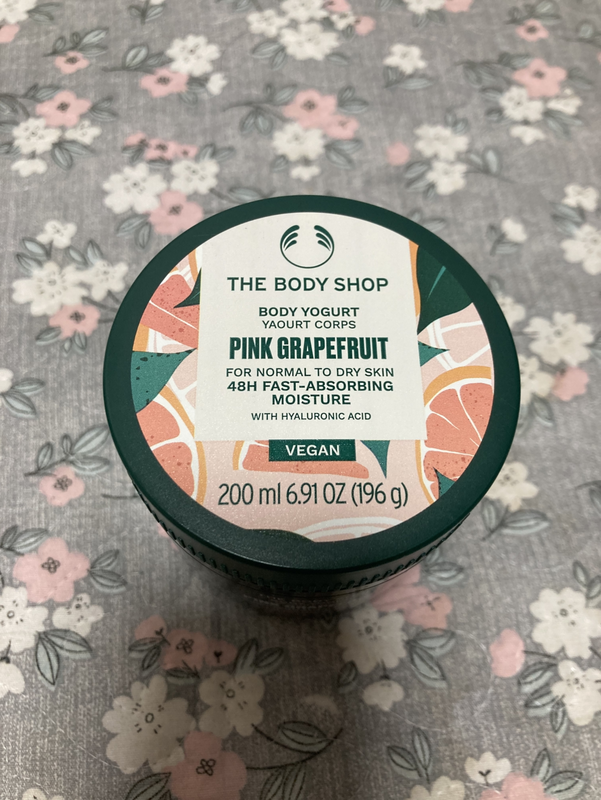 THE BODY SHOP
BODY YOGURT
YAOURT CORPS
PINK GRAPEFRUIT
FOR NORMAL TO DRY SKIN
48H FAST-ABSORBING
MOISTURE
WITH HYALURONIC ACID
VEGAN
200 ml 6.91 OZ (196 g)